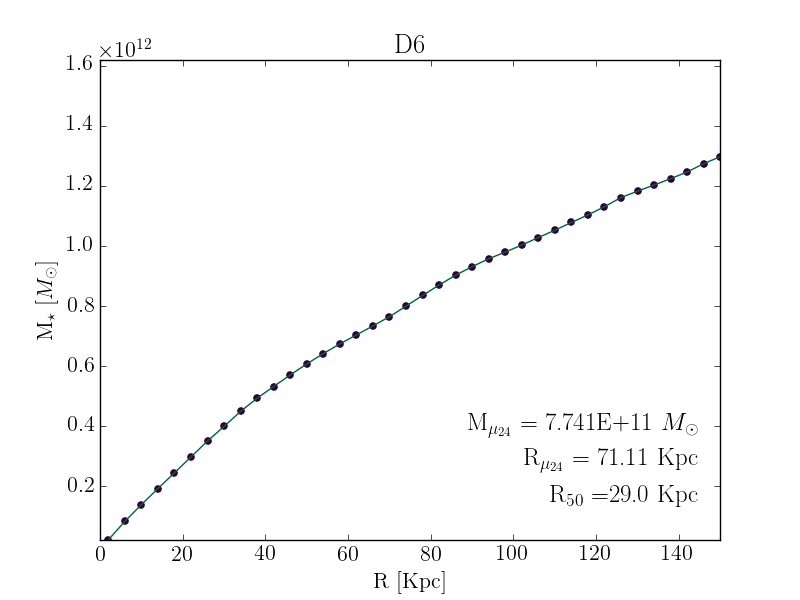 D6
×10¹²
1.6
1.4
1.2
1.0
0.8
0.6
0.4
0.2
M⋆ [M⊙]
M_μ24 = 7.741E+11 M⊙
R_μ24 = 71.11 Kpc
R50 =29.0 Kpc
0 20 40 60 80 100 120 140
R [Kpc]